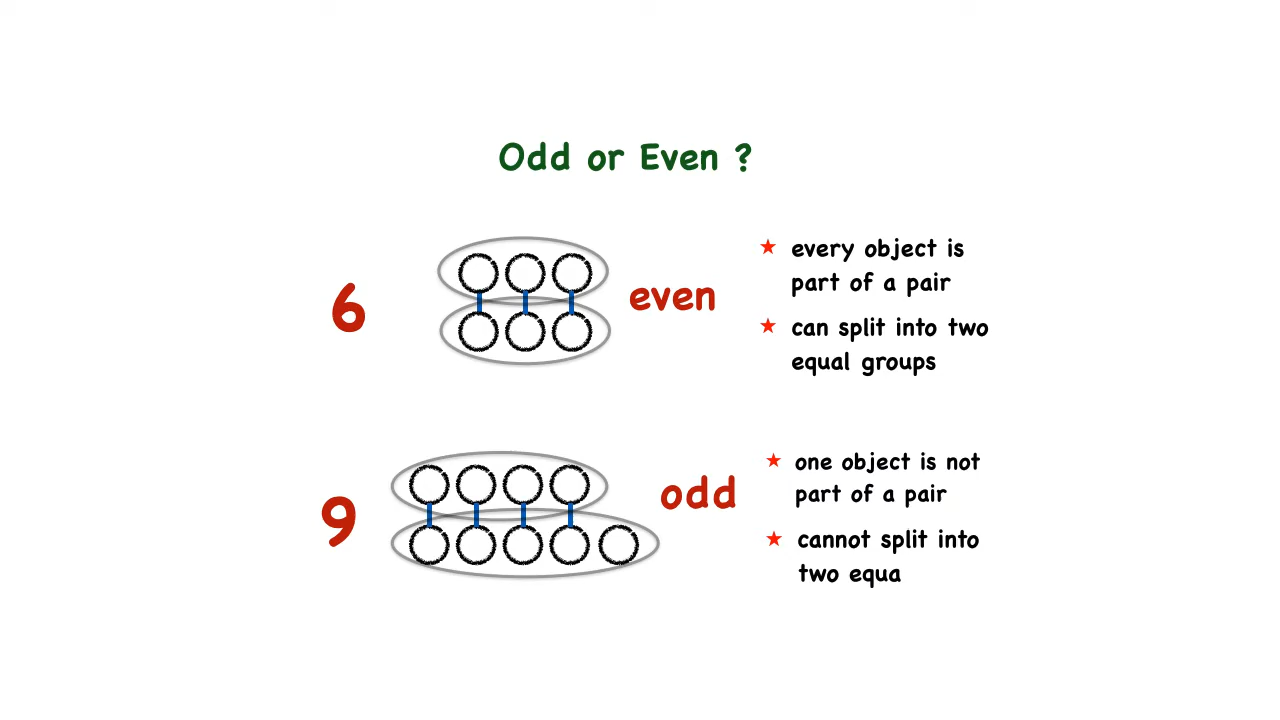 Odd or Even ?
6
even
★ every object is
part of a pair
★ can split into two
equal groups
9
odd
★ one object is not
part of a pair
★ cannot split into
two equa